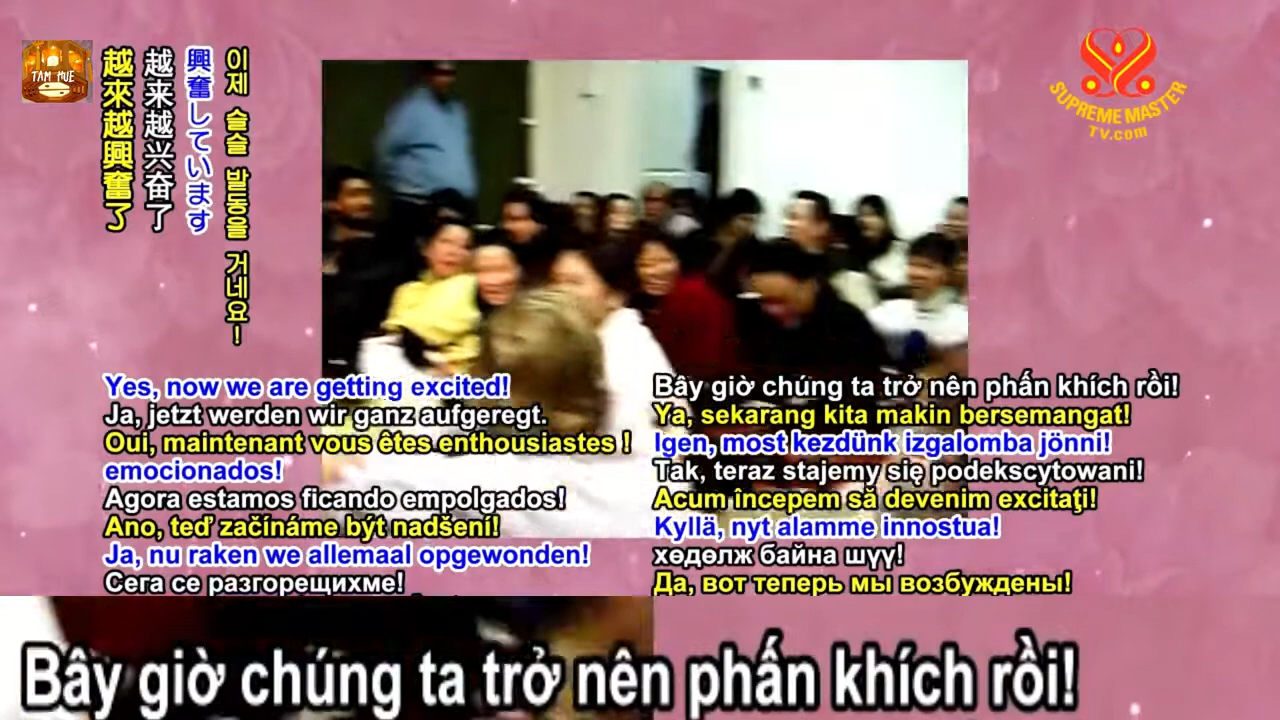 TAM HUE
越來越興奮了
越来越兴奋了
興奮しています
이제 슬슬 발동을 거네요!
SUPREME MASTER
TV.com
Yes, now we are getting excited!
Ja, jetzt werden wir ganz aufgeregt.
Oui, maintenant vous êtes enthousiastes !
emocionados!
Agora estamos ficando empolgados!
Ano, teď začínáme být nadšení!
Ja, nu raken we allemaal opgewonden!
Сега се разгорещихме!
Bây giờ chúng ta trở nên phấn khích rồi!
Ya, sekarang kita makin bersemangat!
Igen, most kezdünk izgalomba jönni!
Tak, teraz stajemy się podekscytowani!
Acum începem să devenim excitaţi!
Kyllä, nyt alamme innostua!
хөдөлж байна шүү!
Да, вот теперь мы возбуждены!
Bây giờ chúng ta trở nên phấn khích rồi!